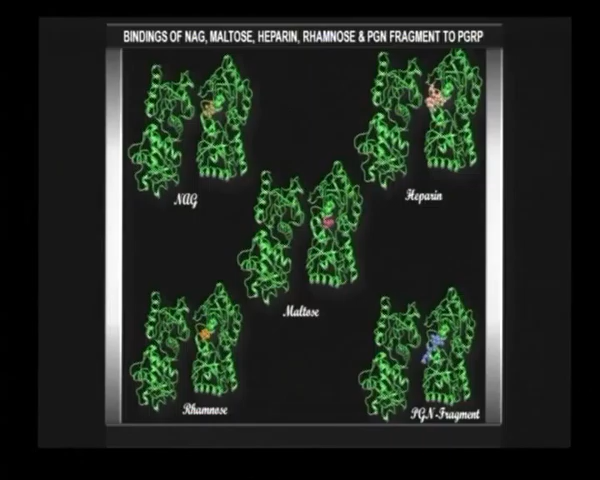 BINDINGS OF NAG, MALTOSE, HEPARIN, RHAMNOSE & PGN FRAGMENT TO PGRP
NAG
Heparin
Maltose
Rhamnose
PGN-Fragment